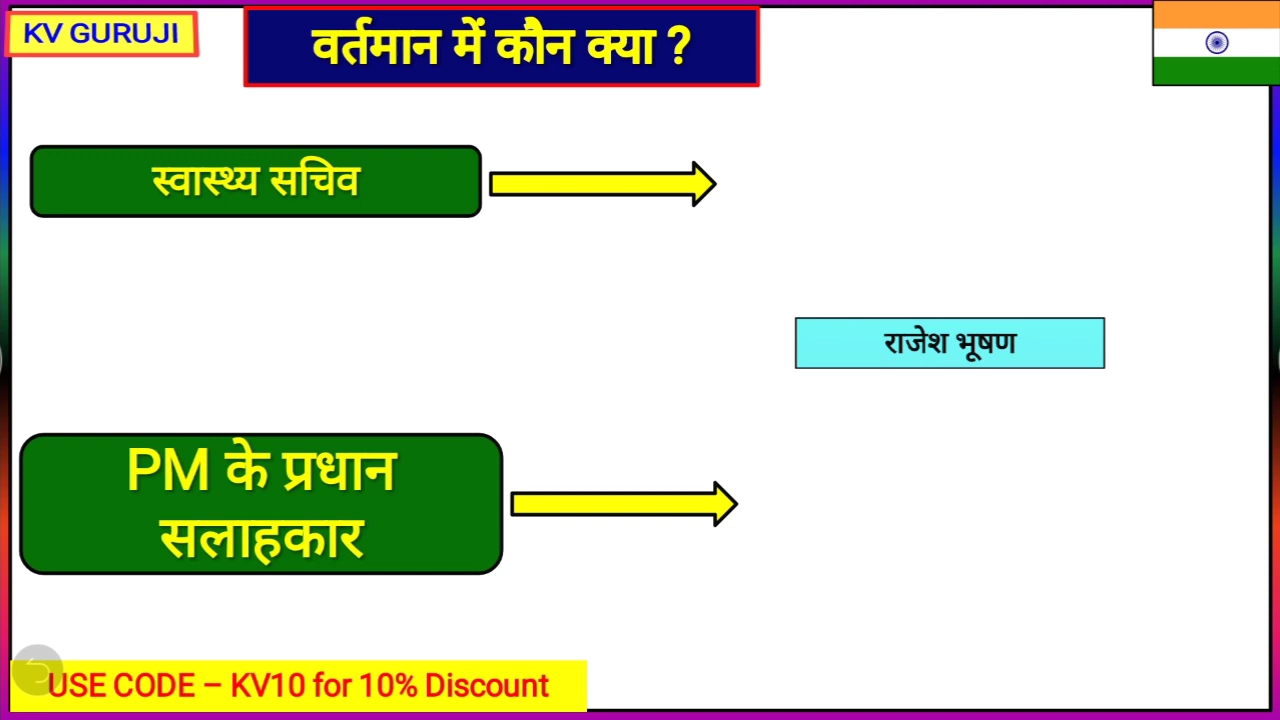 KV GURUJI
वर्तमान में कौन क्या ?
स्वास्थ्य सचिव
राजेश भूषण
PM के प्रधान
सलाहकार
USE CODE – KV10 for 10% Discount